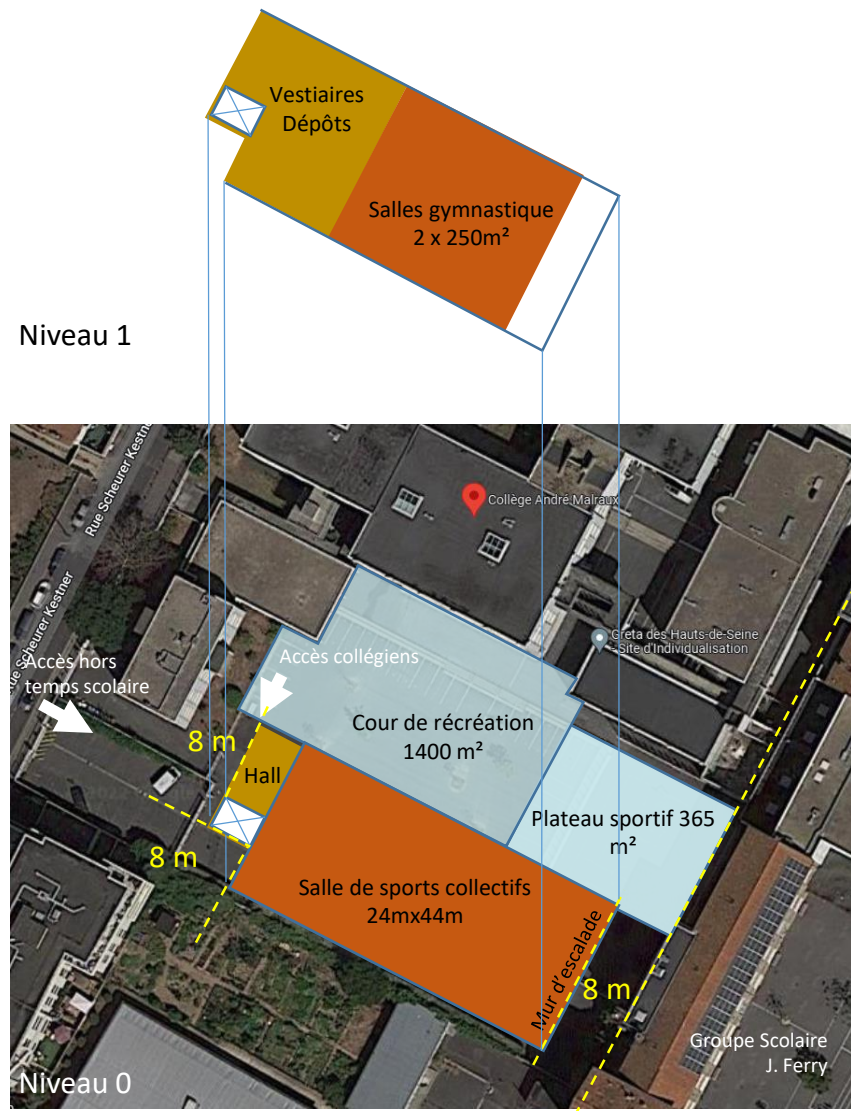 Vestiaires
Dépôts
Salles gymnastique
2 x 250m²
Niveau 1
Rue Scheurer Kestner
Collège André Malraux
Rue Scheurer Kestner
Greta des Hauts-de-Seine
- Site d'Individualisation
Accès hors
temps scolaire
Accès collégiens
8 m
Cour de récréation
1400 m²
Hall
Plateau sportif 365
m²
8 m
Salle de sports collectifs
24mx44m
Mur d'escalade
8 m
Groupe Scolaire
J. Ferry
Niveau 0